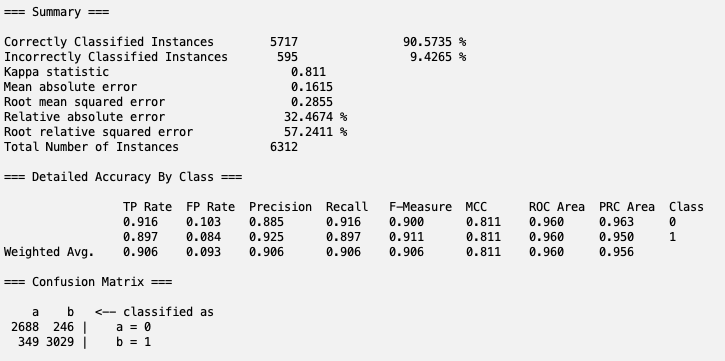 === Summary ===
Correctly Classified Instances 5717 90.5735 %
Incorrectly Classified Instances 595 9.4265 %
Kappa statistic 0.811
Mean absolute error 0.1615
Root mean squared error 0.2855
Relative absolute error 32.4674 %
Root relative squared error 57.2411 %
Total Number of Instances 6312
=== Detailed Accuracy By Class ===
TP Rate FP Rate Precision Recall F-Measure MCC ROC Area PRC Area Class
0.916 0.103 0.885 0.916 0.900 0.811 0.960 0.963 0
0.897 0.084 0.925 0.897 0.911 0.811 0.960 0.950 1
Weighted Avg. 0.906 0.093 0.906 0.906 0.906 0.811 0.960 0.956
=== Confusion Matrix ===
a b <-- classified as
2688 246 | a = 0
349 3029 | b = 1